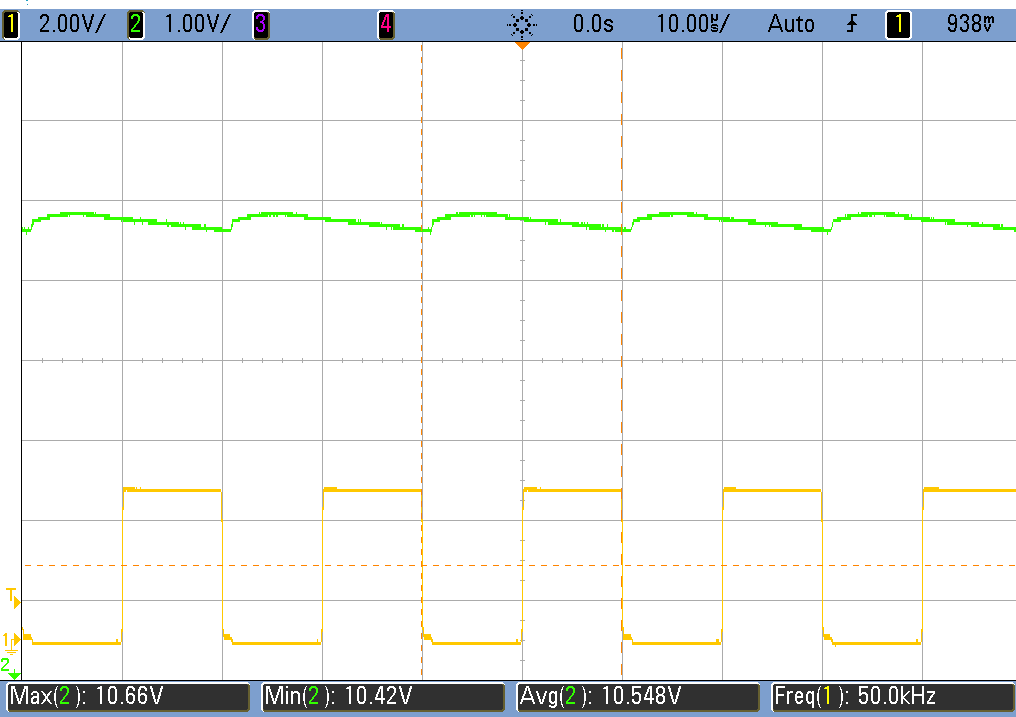 1 2.00V/ 2 1.00V/ 3 4 0.0s 10.00µs/ Auto 1 938mV
T
1
2
Max(2): 10.66V Min(2): 10.42V Avg(2): 10.548V Freq(1): 50.0kHz